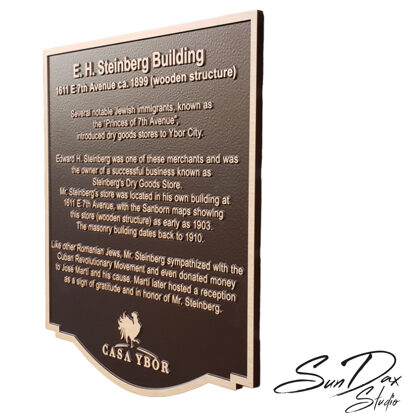 E. H. Steinberg Building
1611 E 7th Avenue ca. 1899 (wooden structure)
Several notable Jewish immigrants, known as
the "Princes of 7th Avenue",
introduced dry goods stores to Ybor City.
Edward H. Steinberg was one of these merchants and was
the owner of a successful business known as
Steinberg's Dry Goods Store.
Mr. Steinberg's store was located in his own building at
1611 E 7th Avenue, with the Sanborn maps showing
this store (wooden structure) as early as 1903.
The masonry building dates back to 1910.
Like other Romanian Jews, Mr. Steinberg sympathized with the
Cuban Revolutionary Movement and even donated money
to José Martí and his cause. Martí later hosted a reception
as a sign of gratitude and in honor of Mr. Steinberg.
CASA YBOR
SunDax
Studio